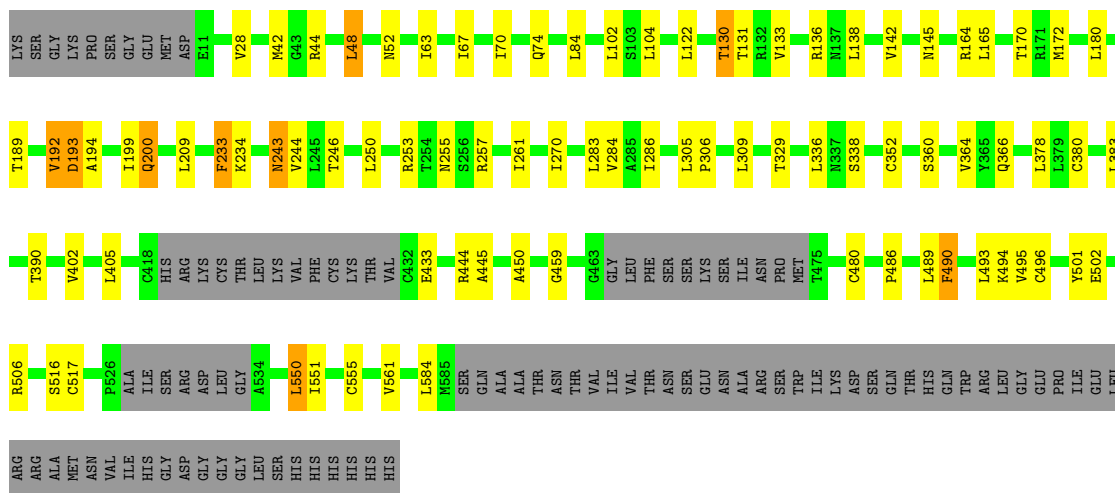 LYS SER GLY LYS PRO SER GLY GLU MET ASP E11 V28 M42 G43 R44 L48 N52 I63 I67 I70 Q74 L84 L102 S103 L104 L122 T130 T131 R132 V133 R136 N137 L138 V142 N145 R164 L165 T170 R171 M172 L180
T189 V192 D193 A194 I199 Q200 L209 F233 K234 N243 V244 L245 T246 L250 R253 T254 N255 S256 R257 I261 I270 L283 V284 A285 I286 L305 P306 L309 T329 L336 N337 S338 C352 S360 V364 Y365 Q366 L378 L379 C380
T390 V402 L405 C418 HIS ARG LYS CYS THR LEU LYS VAL PHE CYS LYS THR VAL C432 E433 R444 A445 A450 G459 G463 GLY LEU PHE SER SER LYS SER ILE ASN PRO MET T475 C480 P486 L489 F490 L493 K494 V495 C496 Y501 E502
R506 S516 C517 P526 ALA ILE SER ARG ASP LEU GLY A534 L550 I551 C555 V561 L584 M585 SER GLN ALA ALA THR ASN THR VAL ILE VAL THR ASN SER GLU ASN ALA ARG SER TRP ILE LYS ASP SER GLN THR HIS GLN TRP ARG LEU GLY GLU PRO ILE GLU LEU
ARG ARG ALA MET ASN VAL ILE HIS GLY ASP GLY GLY GLY LEU SER HIS HIS HIS HIS HIS HIS